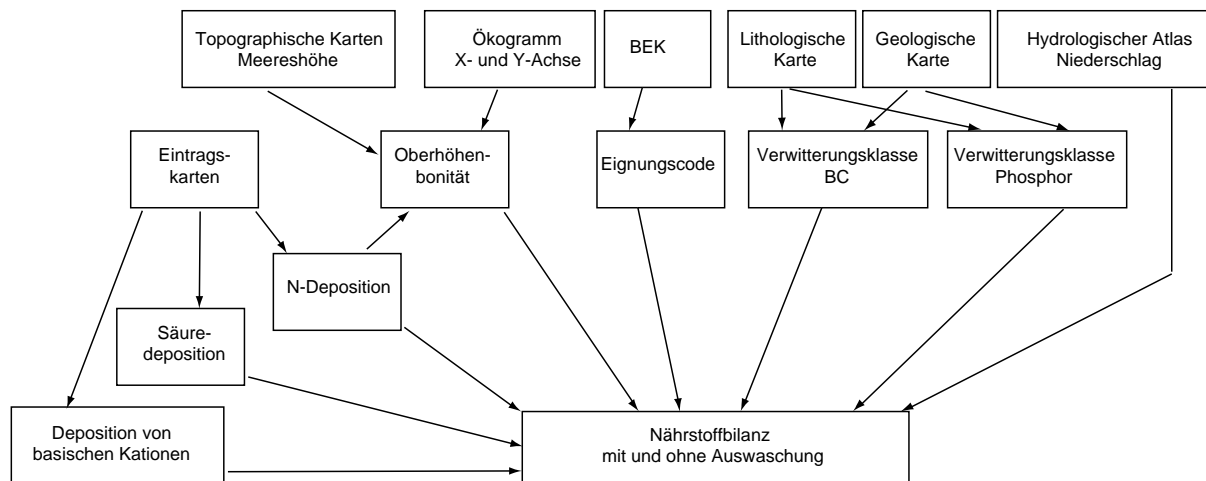 Topographische Karten
Meereshöhe
Ökogramm
X- und Y-Achse
BEK
Lithologische
Karte
Geologische
Karte
Hydrologischer Atlas
Niederschlag
Eintrags-
karten
Oberhöhen-
bonität
Eignungscode
Verwitterungsklasse
BC
Verwitterungsklasse
Phosphor
N-Deposition
Säure-
deposition
Deposition von
basischen Kationen
Nährstoffbilanz
mit und ohne Auswaschung